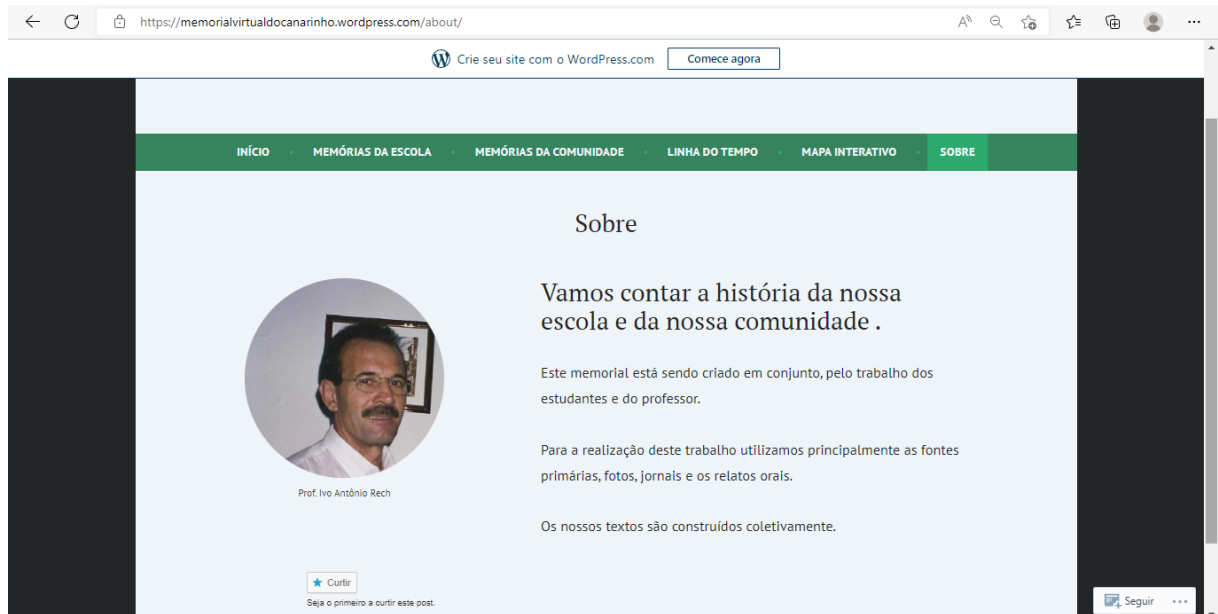 https://memorialvirtualdocanarinho.wordpress.com/about/
Crie seu site com o WordPress.com Comece agora
INÍCIO MEMÓRIAS DA ESCOLA MEMÓRIAS DA COMUNIDADE LINHA DO TEMPO MAPA INTERATIVO SOBRE
Sobre
Vamos contar a história da nossa
escola e da nossa comunidade .
Este memorial está sendo criado em conjunto, pelo trabalho dos
estudantes e do professor.
Para a realização deste trabalho utilizamos principalmente as fontes
primárias, fotos, jornais e os relatos orais.
Os nossos textos são construídos coletivamente.
Prof. Ivo Antônio Rech
Curtir
Seja o primeiro a curtir este post.
Seguir